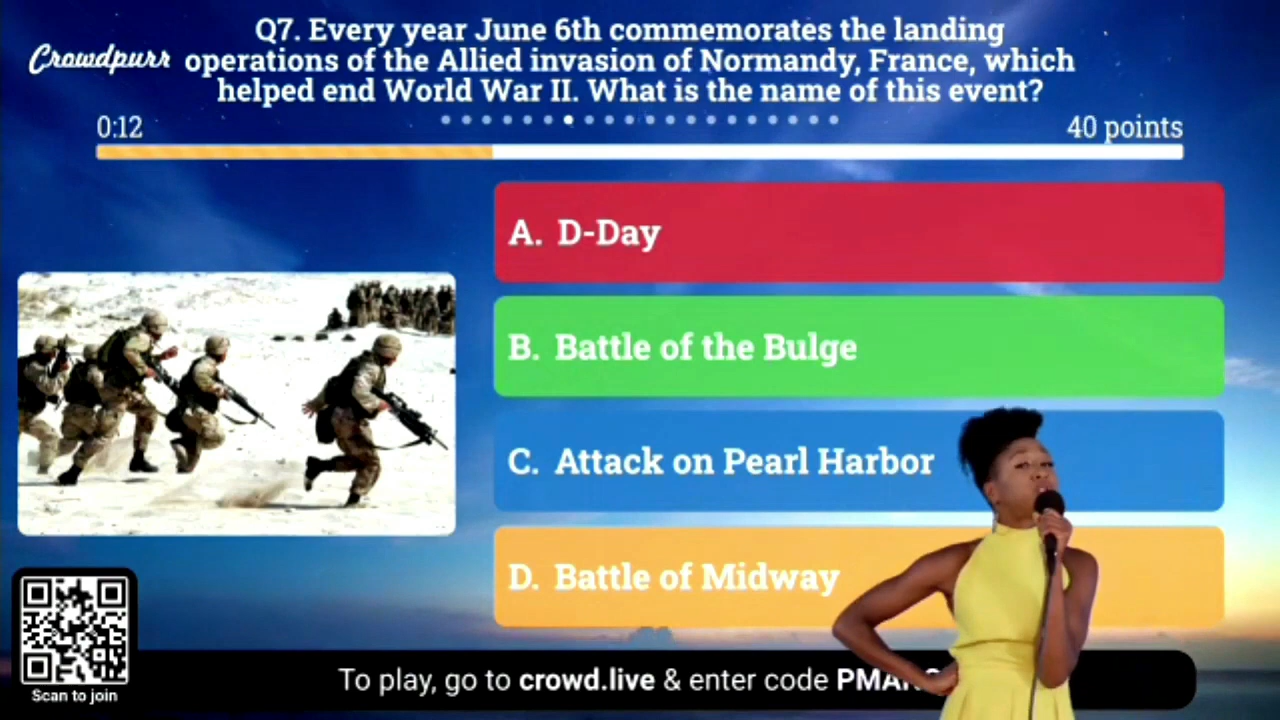 Q7. Every year June 6th commemorates the landing
Crowdpurr
operations of the Allied invasion of Normandy, France, which
helped end World War II. What is the name of this event?
0:12
40 points
A. D-Day
B. Battle of the Bulge
C. Attack on Pearl Harbor
D. Battle of Midway
Scan to join
To play, go to crowd.live & enter code